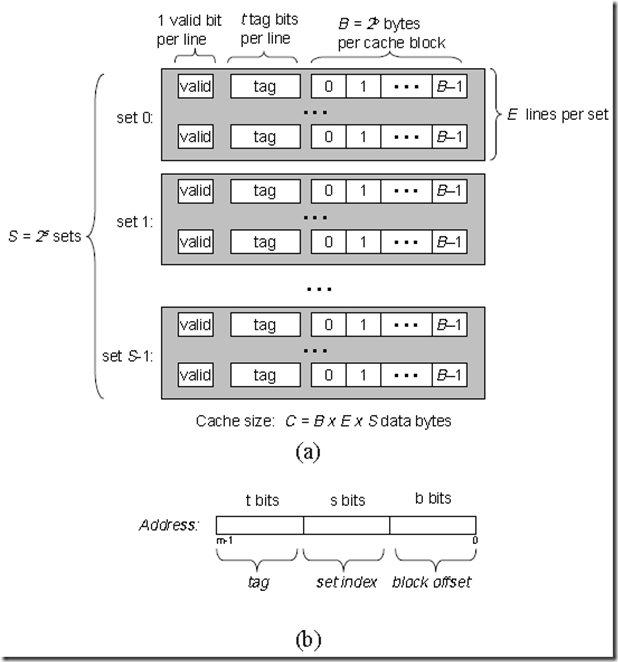 1 valid bit per line
t tag bits per line
B = 2ᵇ bytes per cache block
valid tag 0 1 ••• B–1
set 0: •••
valid tag 0 1 ••• B–1
E lines per set
valid tag 0 1 ••• B–1
set 1: •••
valid tag 0 1 ••• B–1
S = 2ˢ sets
•••
valid tag 0 1 ••• B–1
set S-1: •••
valid tag 0 1 ••• B–1
Cache size: C = B x E x S data bytes
(a)
t bits s bits b bits
Address:
m-1 0
tag set index block offset
(b)